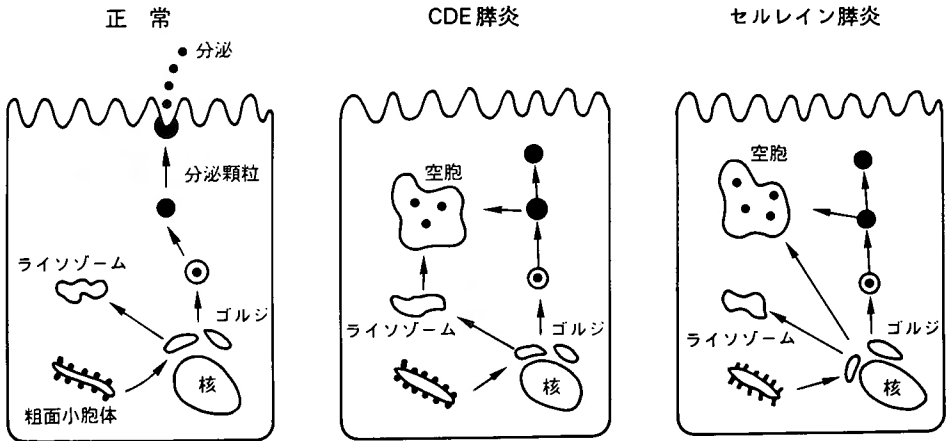 正常
分泌
分泌顆粒
ライソゾーム
ゴルジ
核
粗面小胞体
CDE膵炎
空胞
ライソゾーム
ゴルジ
核
セルレイン膵炎
空胞
ライソゾーム
ゴルジ
核